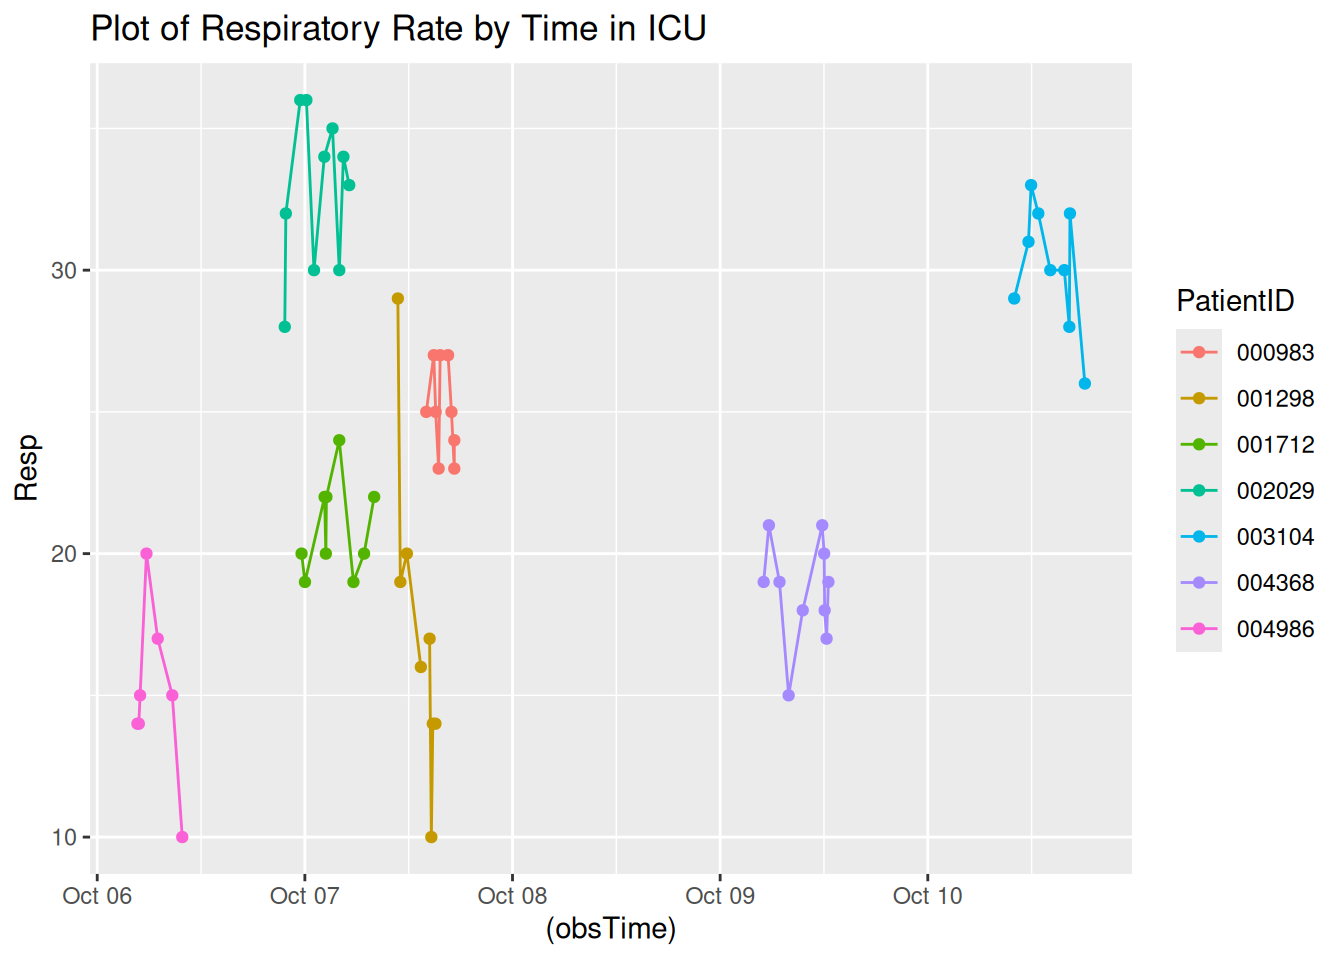 Plot of Respiratory Rate by Time in ICU
Resp
30
20
10
Oct 06
Oct 07
Oct 08
Oct 09
Oct 10
(obsTime)
PatientID
000983
001298
001712
002029
003104
004368
004986